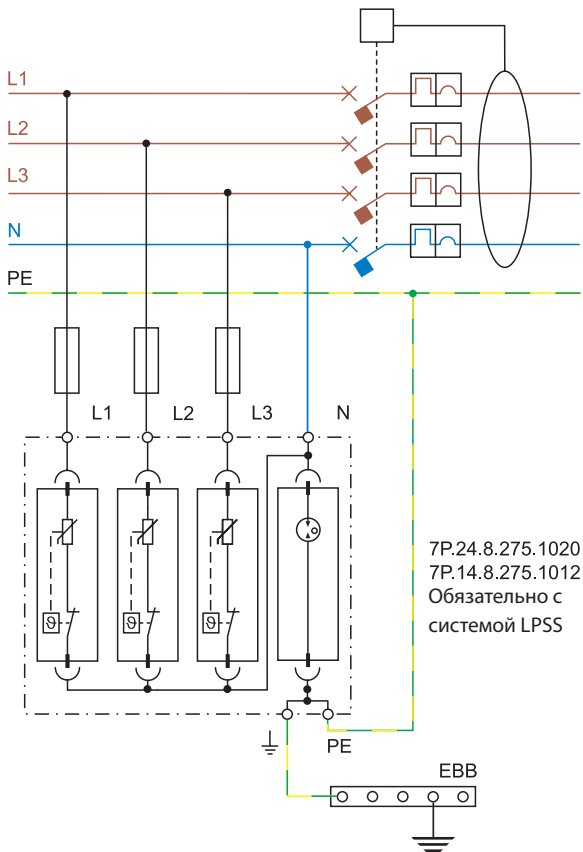 L1
L2
L3
N
PE
L1 L2 L3 N
ϑ ϑ ϑ
7P.24.8.275.1020
7P.14.8.275.1012
Обязательно с
системой LPSS
PE
EBB